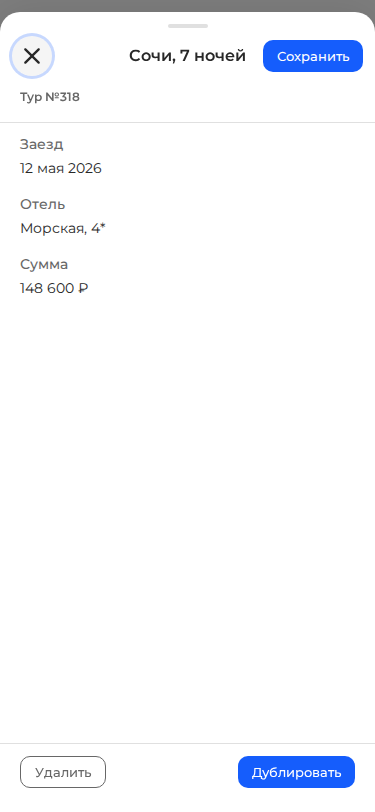 Сочи, 7 ночей
Сохранить
Тур №318
Заезд
12 мая 2026
Отель
Морская, 4*
Сумма
148 600 ₽
Удалить
Дублировать